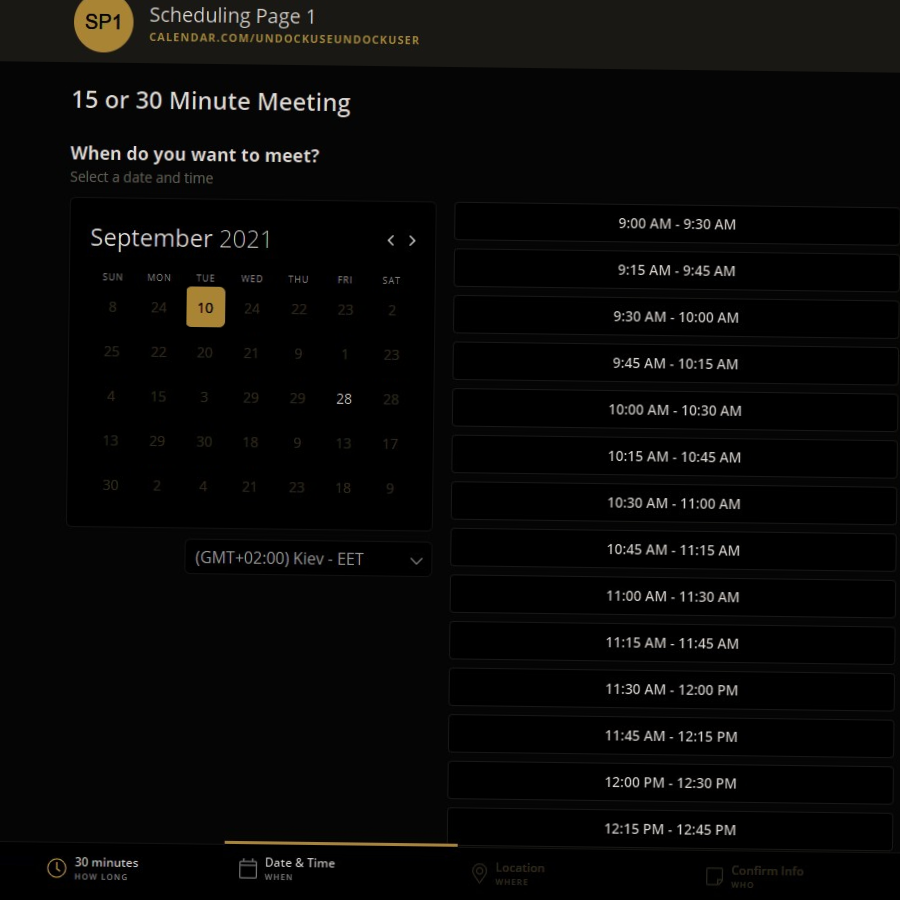 SP1
Scheduling Page 1
CALENDAR.COM/UNDOCKUSEUNDOCKUSER
15 or 30 Minute Meeting
When do you want to meet?
Select a date and time
September 2021
SUN MON TUE WED THU FRI SAT
8 24 10 24 22 23 2
25 22 20 21 9 1 23
4 15 3 29 29 28 28
13 29 30 18 9 13 17
30 2 4 21 23 18 9
(GMT+02:00) Kiev - EET
9:00 AM - 9:30 AM
9:15 AM - 9:45 AM
9:30 AM - 10:00 AM
9:45 AM - 10:15 AM
10:00 AM - 10:30 AM
10:15 AM - 10:45 AM
10:30 AM - 11:00 AM
10:45 AM - 11:15 AM
11:00 AM - 11:30 AM
11:15 AM - 11:45 AM
11:30 AM - 12:00 PM
11:45 AM - 12:15 PM
12:00 PM - 12:30 PM
12:15 PM - 12:45 PM
30 minutes
HOW LONG
Date & Time
WHEN
Location
WHERE
Confirm Info
WHO